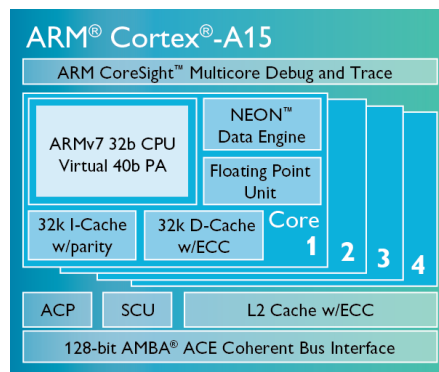 ARM® Cortex®-A15
ARM CoreSight™ Multicore Debug and Trace
ARMv7 32b CPU
Virtual 40b PA
NEON™
Data Engine
Floating Point
Unit
32k I-Cache
w/parity
32k D-Cache
w/ECC
Core
1
2
3
4
ACP
SCU
L2 Cache w/ECC
128-bit AMBA® ACE Coherent Bus Interface